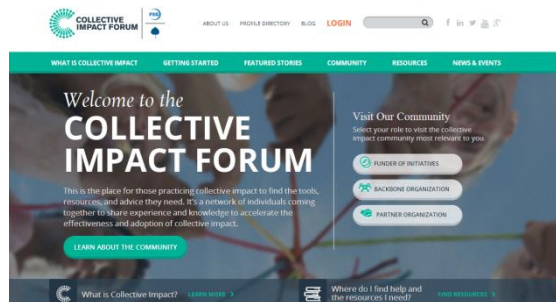 COLLECTIVE
IMPACT FORUM
FSG
ABOUT US PROFILE DIRECTORY BLOG LOGIN
WHAT IS COLLECTIVE IMPACT GETTING STARTED FEATURED STORIES COMMUNITY RESOURCES NEWS & EVENTS
Welcome to the
COLLECTIVE
IMPACT FORUM
This is the place for those practicing collective impact to find the tools,
resources, and advice they need. It's a network of individuals coming
together to share experience and knowledge to accelerate the
effectiveness and adoption of collective impact.
LEARN ABOUT THE COMMUNITY
Visit Our Community
Select your role to visit the collective
impact community most relevant to you.
FUNDER OF INITIATIVES
BACKBONE ORGANIZATION
PARTNER ORGANIZATION
What is Collective Impact? LEARN MORE >
Where do I find help and
the resources I need? FIND RESOURCES >